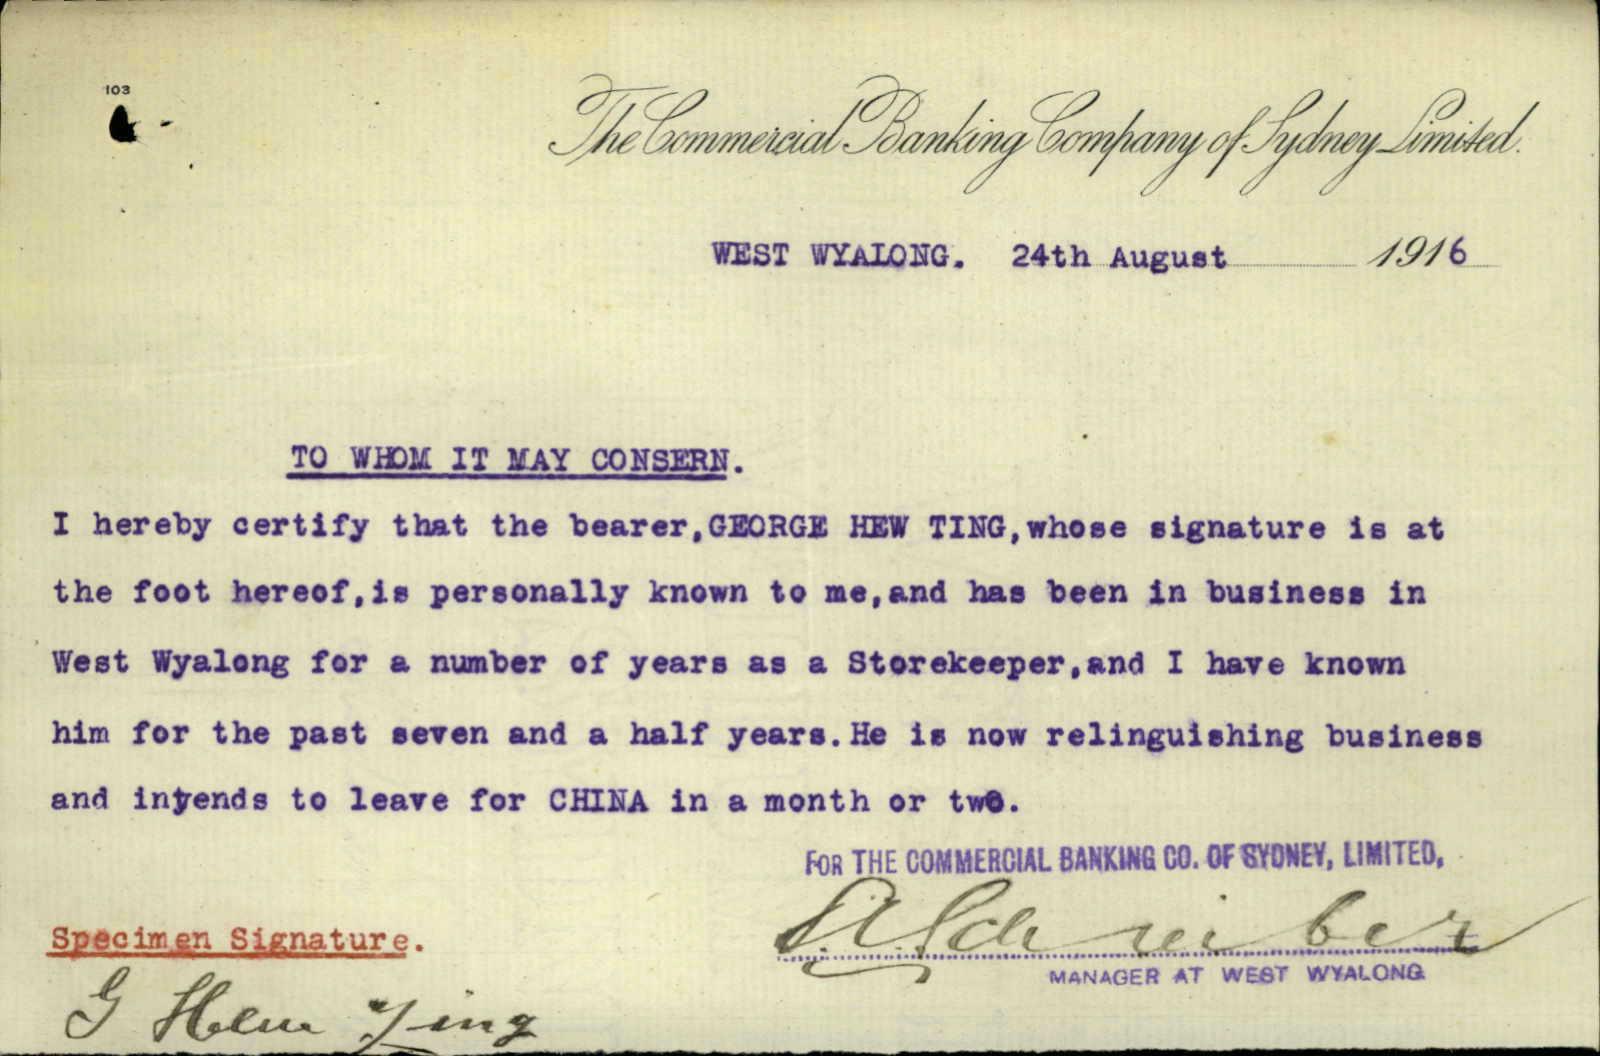 103
The Commercial Banking Company of Sydney Limited.
WEST WYALONG. 24th August 1916
TO WHOM IT MAY CONSERN.
I hereby certify that the bearer,GEORGE HEW TING,whose signature is at
the foot hereof,is personally known to me,and has been in business in
West Wyalong for a number of years as a Storekeeper,and I have known
him for the past seven and a half years.He is now relinguishing business
and intends to leave for CHINA in a month or two.
FOR THE COMMERCIAL BANKING CO. OF SYDNEY, LIMITED,
A Schreiber
MANAGER AT WEST WYALONG
Specimen Signature.
G Hew Ting